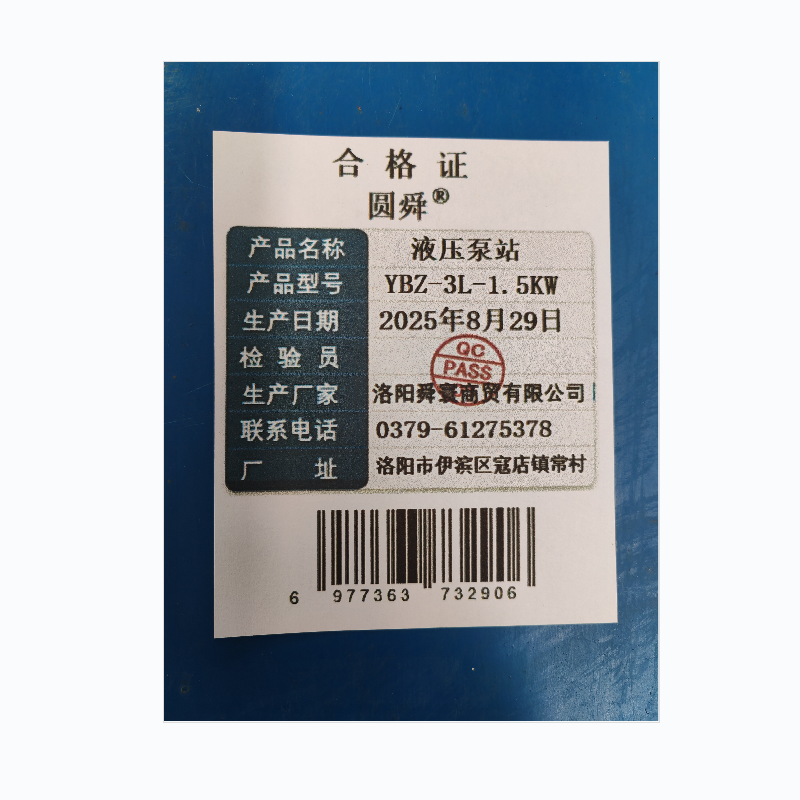 合格证
圆舜®
产品名称 液压泵站
产品型号 YBZ-3L-1.5KW
生产日期 2025年8月29日
检验员
QC
PASS
生产厂家 洛阳舜寰商贸有限公司
联系电话 0379-61275378
厂址 洛阳市伊滨区寇店镇常村
6 977363 732906